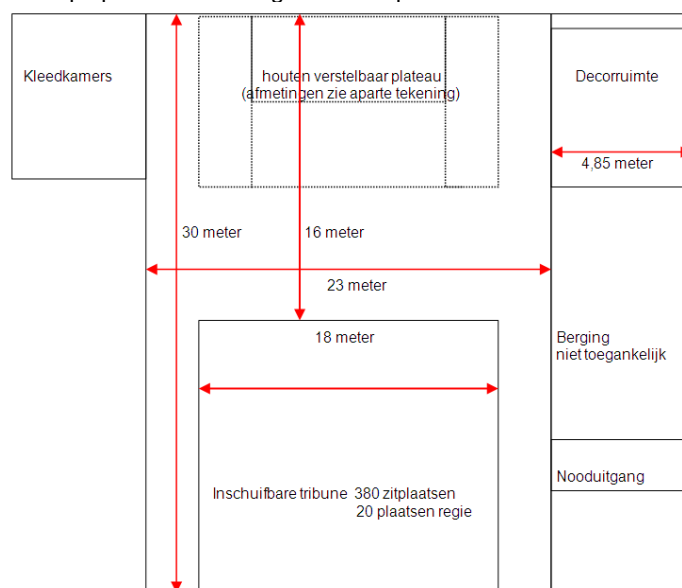 Kleedkamers
houten verstelbaar plateau
(afmetingen zie aparte tekening)
Decorruimte
4,85 meter
30 meter
16 meter
23 meter
18 meter
Berging
niet toegankelijk
Inschuifbare tribune 380 zitplaatsen
20 plaatsen regie
Nooduitgang